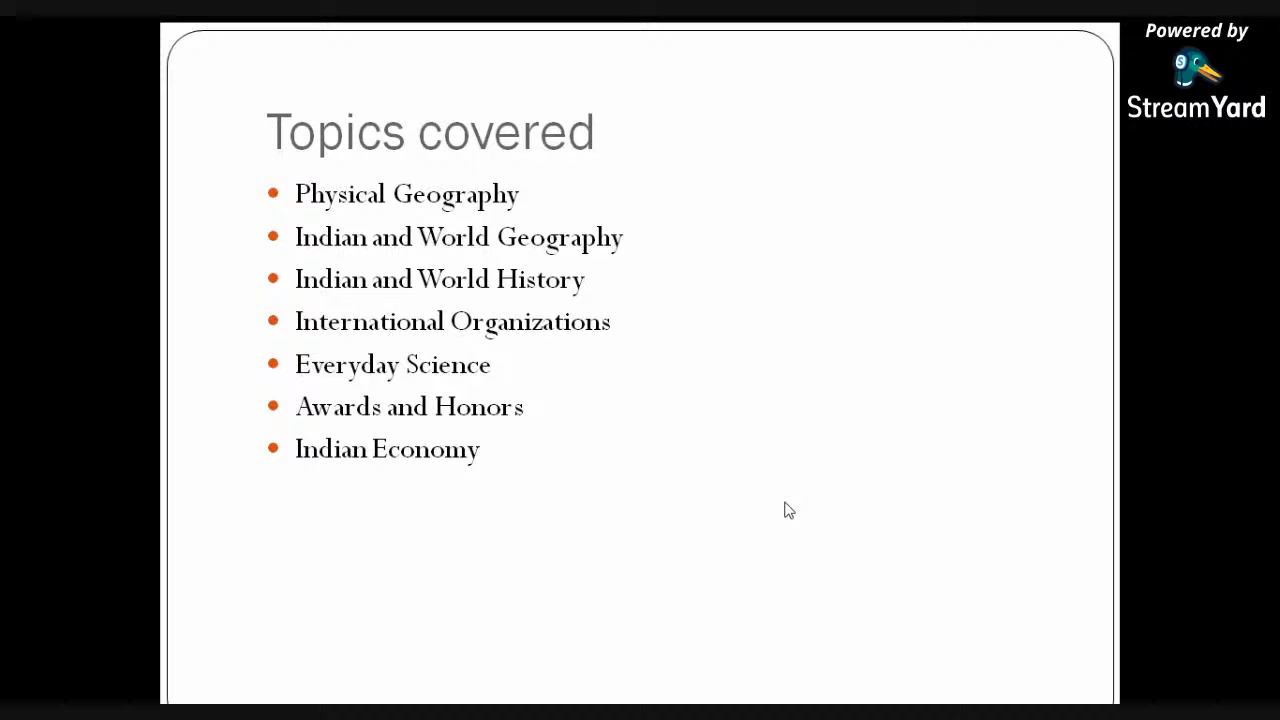 Powered by
StreamYard
Topics covered
Physical Geography
Indian and World Geography
Indian and World History
International Organizations
Everyday Science
Awards and Honors
Indian Economy